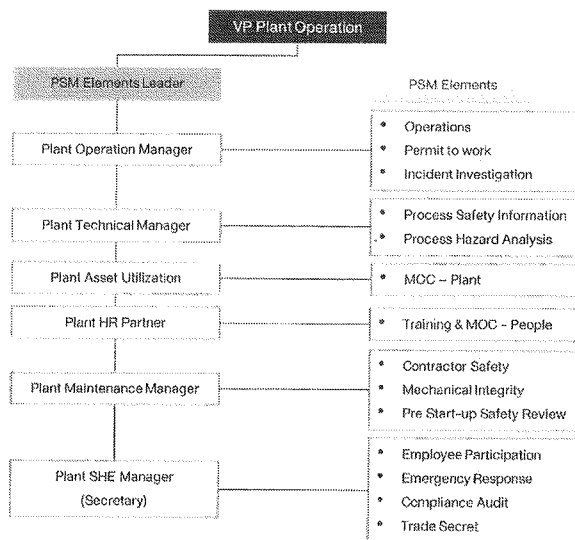 VP Plant Operation
PSM Elements Leader
PSM Elements
Plant Operation Manager
• Operations
• Permit to work
• Incident Investigation
Plant Technical Manager
• Process Safety Information
• Process Hazard Analysis
Plant Asset Utilization
• MOC – Plant
Plant HR Partner
• Training & MOC - People
Plant Maintenance Manager
• Contractor Safety
• Mechanical Integrity
• Pre Start-up Safety Review
Plant SHE Manager
(Secretary)
• Employee Participation
• Emergency Response
• Compliance Audit
• Trade Secret